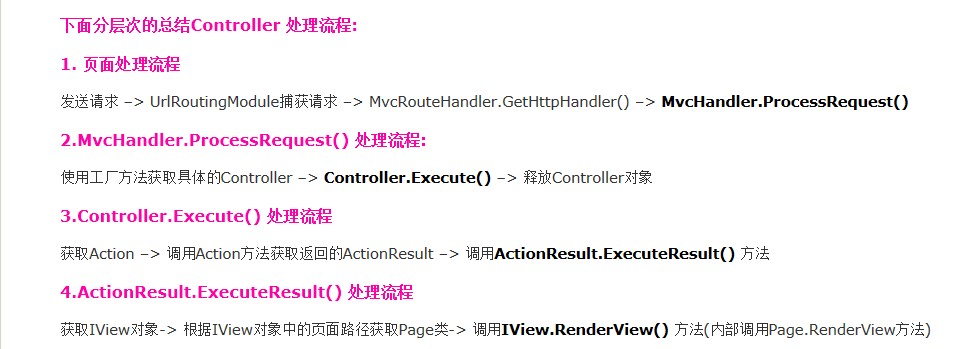 下面分层次的总结Controller 处理流程:
1. 页面处理流程
发送请求 –> UrlRoutingModule捕获请求 –> MvcRouteHandler.GetHttpHandler() –> MvcHandler.ProcessRequest()
2.MvcHandler.ProcessRequest() 处理流程:
使用工厂方法获取具体的Controller –> Controller.Execute() –> 释放Controller对象
3.Controller.Execute() 处理流程
获取Action –> 调用Action方法获取返回的ActionResult –> 调用ActionResult.ExecuteResult() 方法
4.ActionResult.ExecuteResult() 处理流程
获取IView对象-> 根据IView对象中的页面路径获取Page类-> 调用IView.RenderView() 方法(内部调用Page.RenderView方法)